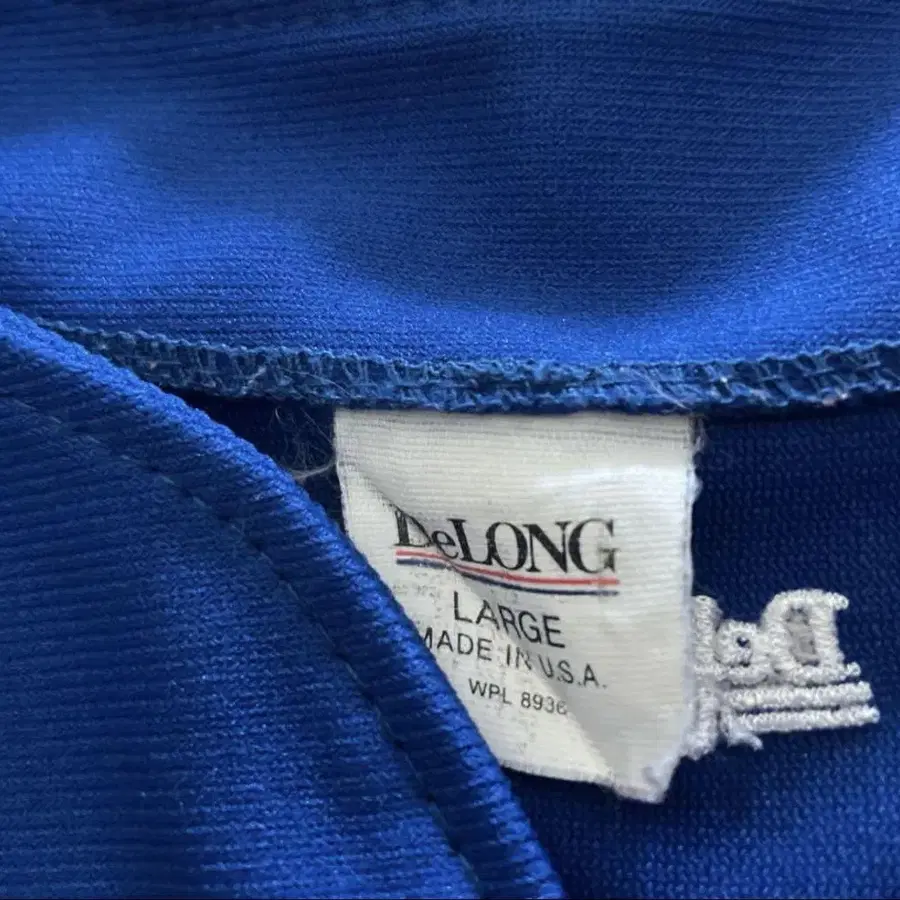 DeLONG
LARGE
MADE IN U.S.A.
WPL 8936